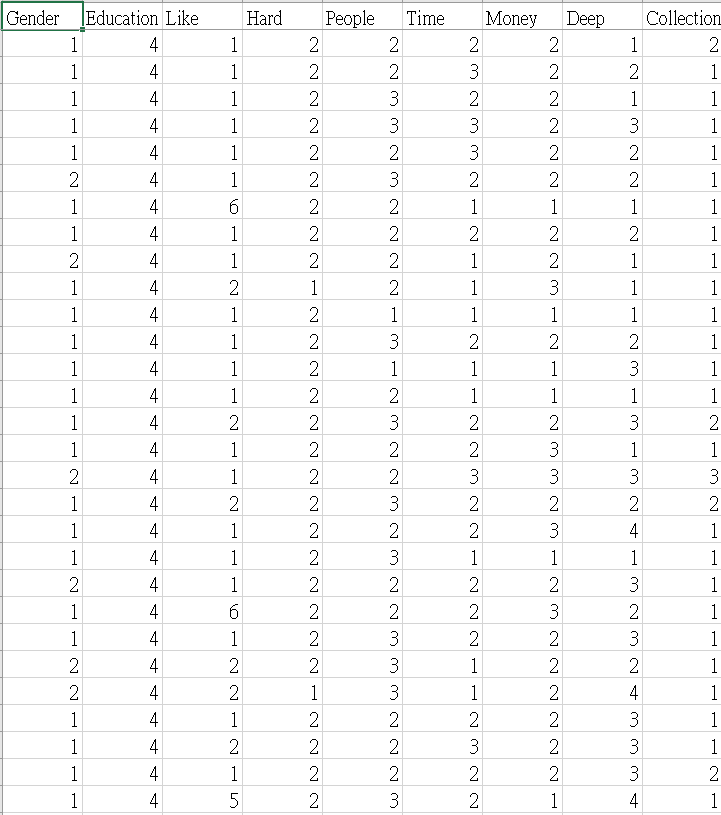 Gender Education Like Hard People Time Money Deep Collection
1 4 1 2 2 2 2 1 2
1 4 1 2 2 3 2 2 1
1 4 1 2 3 2 2 1 1
1 4 1 2 3 3 2 3 1
1 4 1 2 2 3 2 2 1
2 4 1 2 3 2 2 2 1
1 4 6 2 2 1 1 1 1
1 4 1 2 2 2 2 2 1
2 4 1 2 2 1 2 1 1
1 4 2 1 2 1 3 1 1
1 4 1 2 1 1 1 1 1
1 4 1 2 3 2 2 2 1
1 4 1 2 1 1 1 3 1
1 4 1 2 2 1 1 1 1
1 4 2 2 3 2 2 3 2
1 4 1 2 2 2 3 1 1
2 4 1 2 2 3 3 3 3
1 4 2 2 3 2 2 2 2
1 4 1 2 2 2 3 4 1
1 4 1 2 3 1 1 1 1
2 4 1 2 2 2 2 3 1
1 4 6 2 2 2 3 2 1
1 4 1 2 3 2 2 3 1
2 4 2 2 3 1 2 2 1
2 4 2 1 3 1 2 4 1
1 4 1 2 2 2 2 3 1
1 4 2 2 2 3 2 3 1
1 4 1 2 2 2 2 3 2
1 4 5 2 3 2 1 4 1